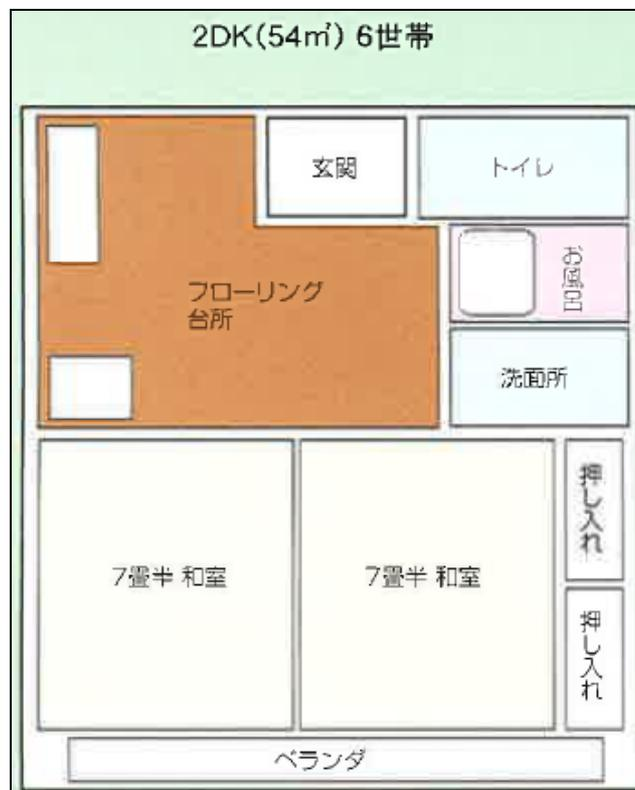 2DK(54㎡) 6世帯
玄関
トイレ
お風呂
フローリング
台所
洗面所
7畳半 和室
7畳半 和室
押し入れ
押し入れ
ベランダ